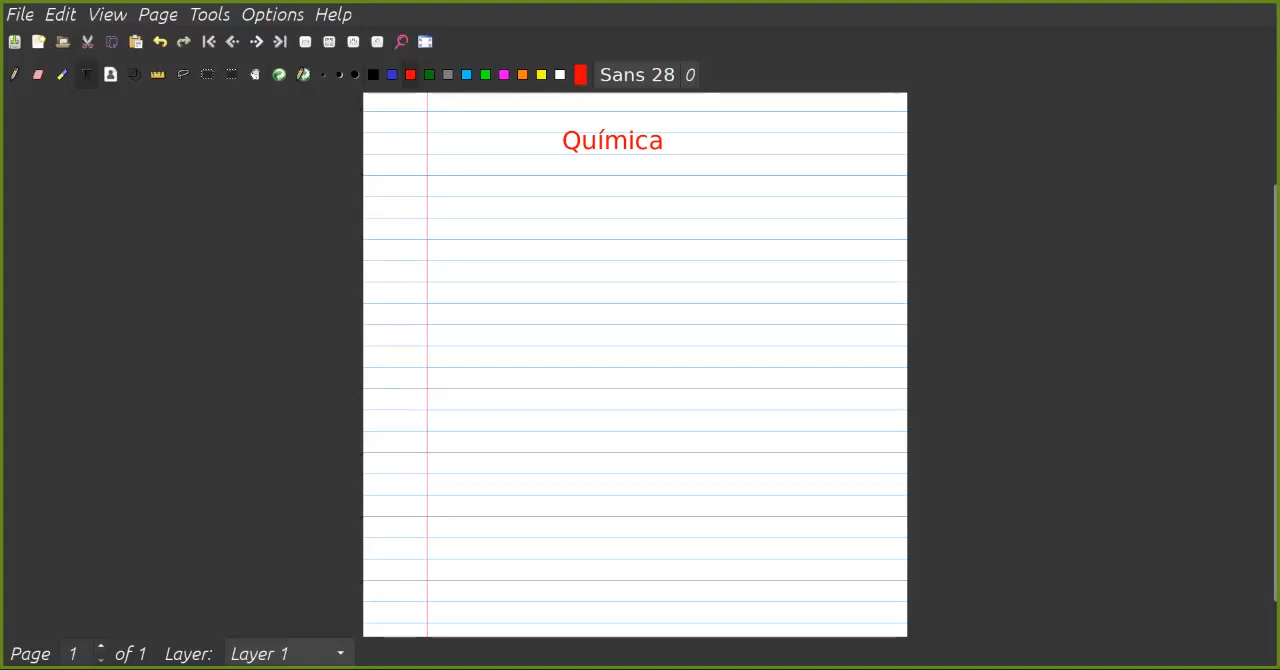 File Edit View Page Tools Options Help
Sans 28 0
Química
Page 1 of 1 Layer: Layer 1